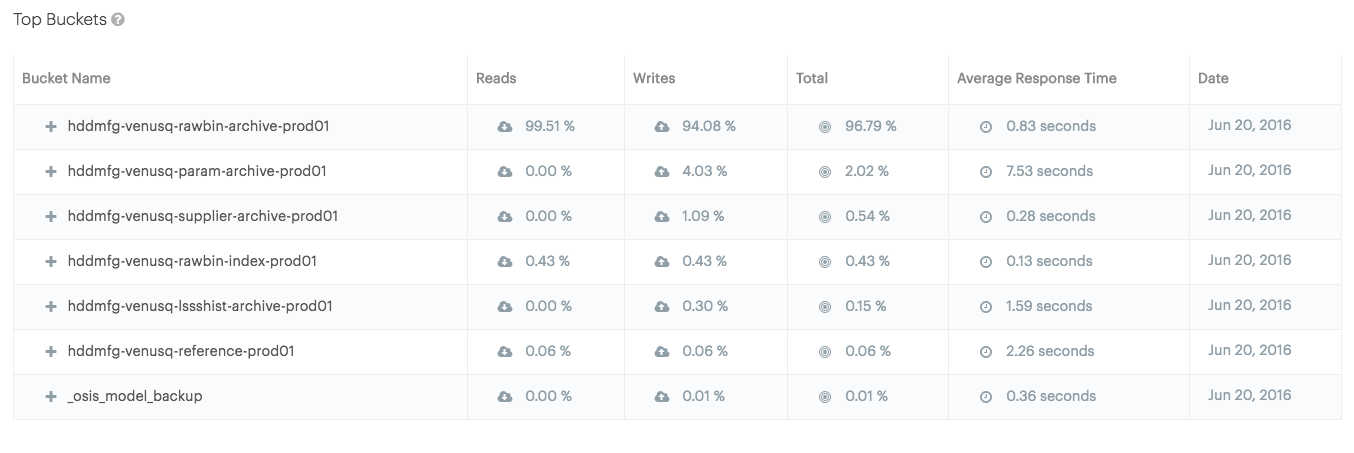 Top Buckets ?
Bucket Name Reads Writes Total Average Response Time Date
hddmfg-venusq-rawbin-archive-prod01 99.51 % 94.08 % 96.79 % 0.83 seconds Jun 20, 2016
hddmfg-venusq-param-archive-prod01 0.00 % 4.03 % 2.02 % 7.53 seconds Jun 20, 2016
hddmfg-venusq-supplier-archive-prod01 0.00 % 1.09 % 0.54 % 0.28 seconds Jun 20, 2016
hddmfg-venusq-rawbin-index-prod01 0.43 % 0.43 % 0.43 % 0.13 seconds Jun 20, 2016
hddmfg-venusq-lssshist-archive-prod01 0.00 % 0.30 % 0.15 % 1.59 seconds Jun 20, 2016
hddmfg-venusq-reference-prod01 0.06 % 0.06 % 0.06 % 2.26 seconds Jun 20, 2016
_osis_model_backup 0.00 % 0.01 % 0.01 % 0.36 seconds Jun 20, 2016